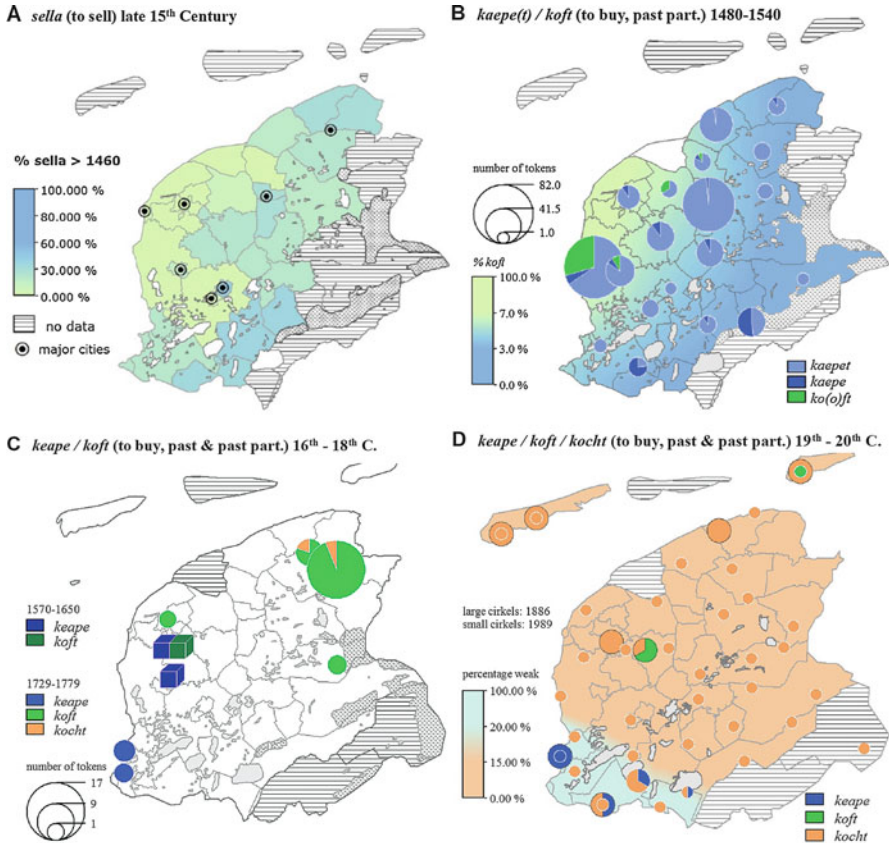 A sella (to sell) late 15th Century
% sella > 1460
100.000 %
80.000 %
60.000 %
30.000 %
0.000 %
no data
major cities
B kaepe(t) / koft (to buy, past part.) 1480-1540
number of tokens
82.0
41.5
1.0
% koft
100.0 %
7.0 %
3.0 %
0.0 %
kaepet
kaepe
ko(o)ft
C keape / koft (to buy, past & past part.) 16th - 18th C.
1570-1650
keape
koft
1729-1779
keape
koft
kocht
number of tokens
17
9
1
D keape / koft / kocht (to buy, past & past part.) 19th - 20th C.
large cirkels: 1886
small cirkels: 1989
percentage weak
100.00 %
20.00 %
15.00 %
0.00 %
keape
koft
kocht